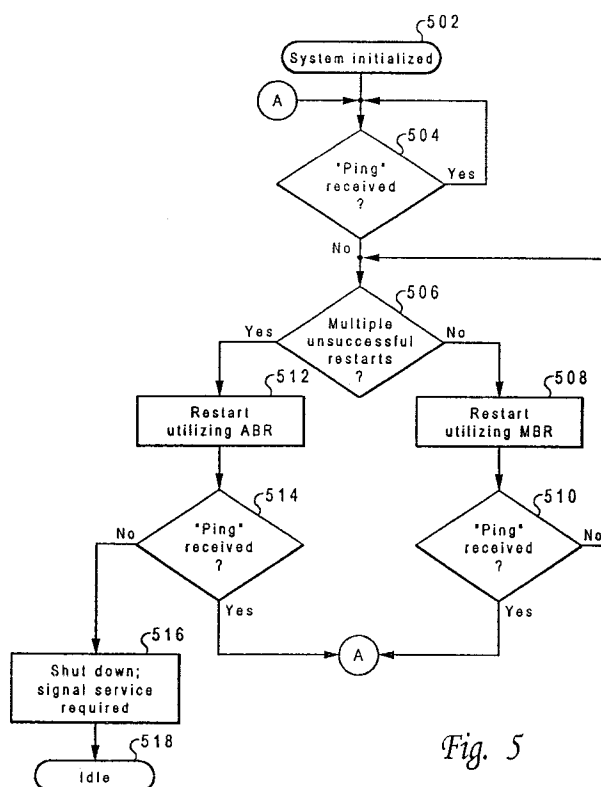 502
System initialized
A
504
"Ping"
received
?
Yes
No
506
Multiple
unsuccessful
restarts
?
Yes
No
512
Restart
utilizing ABR
508
Restart
utilizing MBR
514
"Ping"
received
?
No
Yes
510
"Ping"
received
?
No
Yes
A
516
Shut down;
signal service
required
518
Idle
Fig. 5